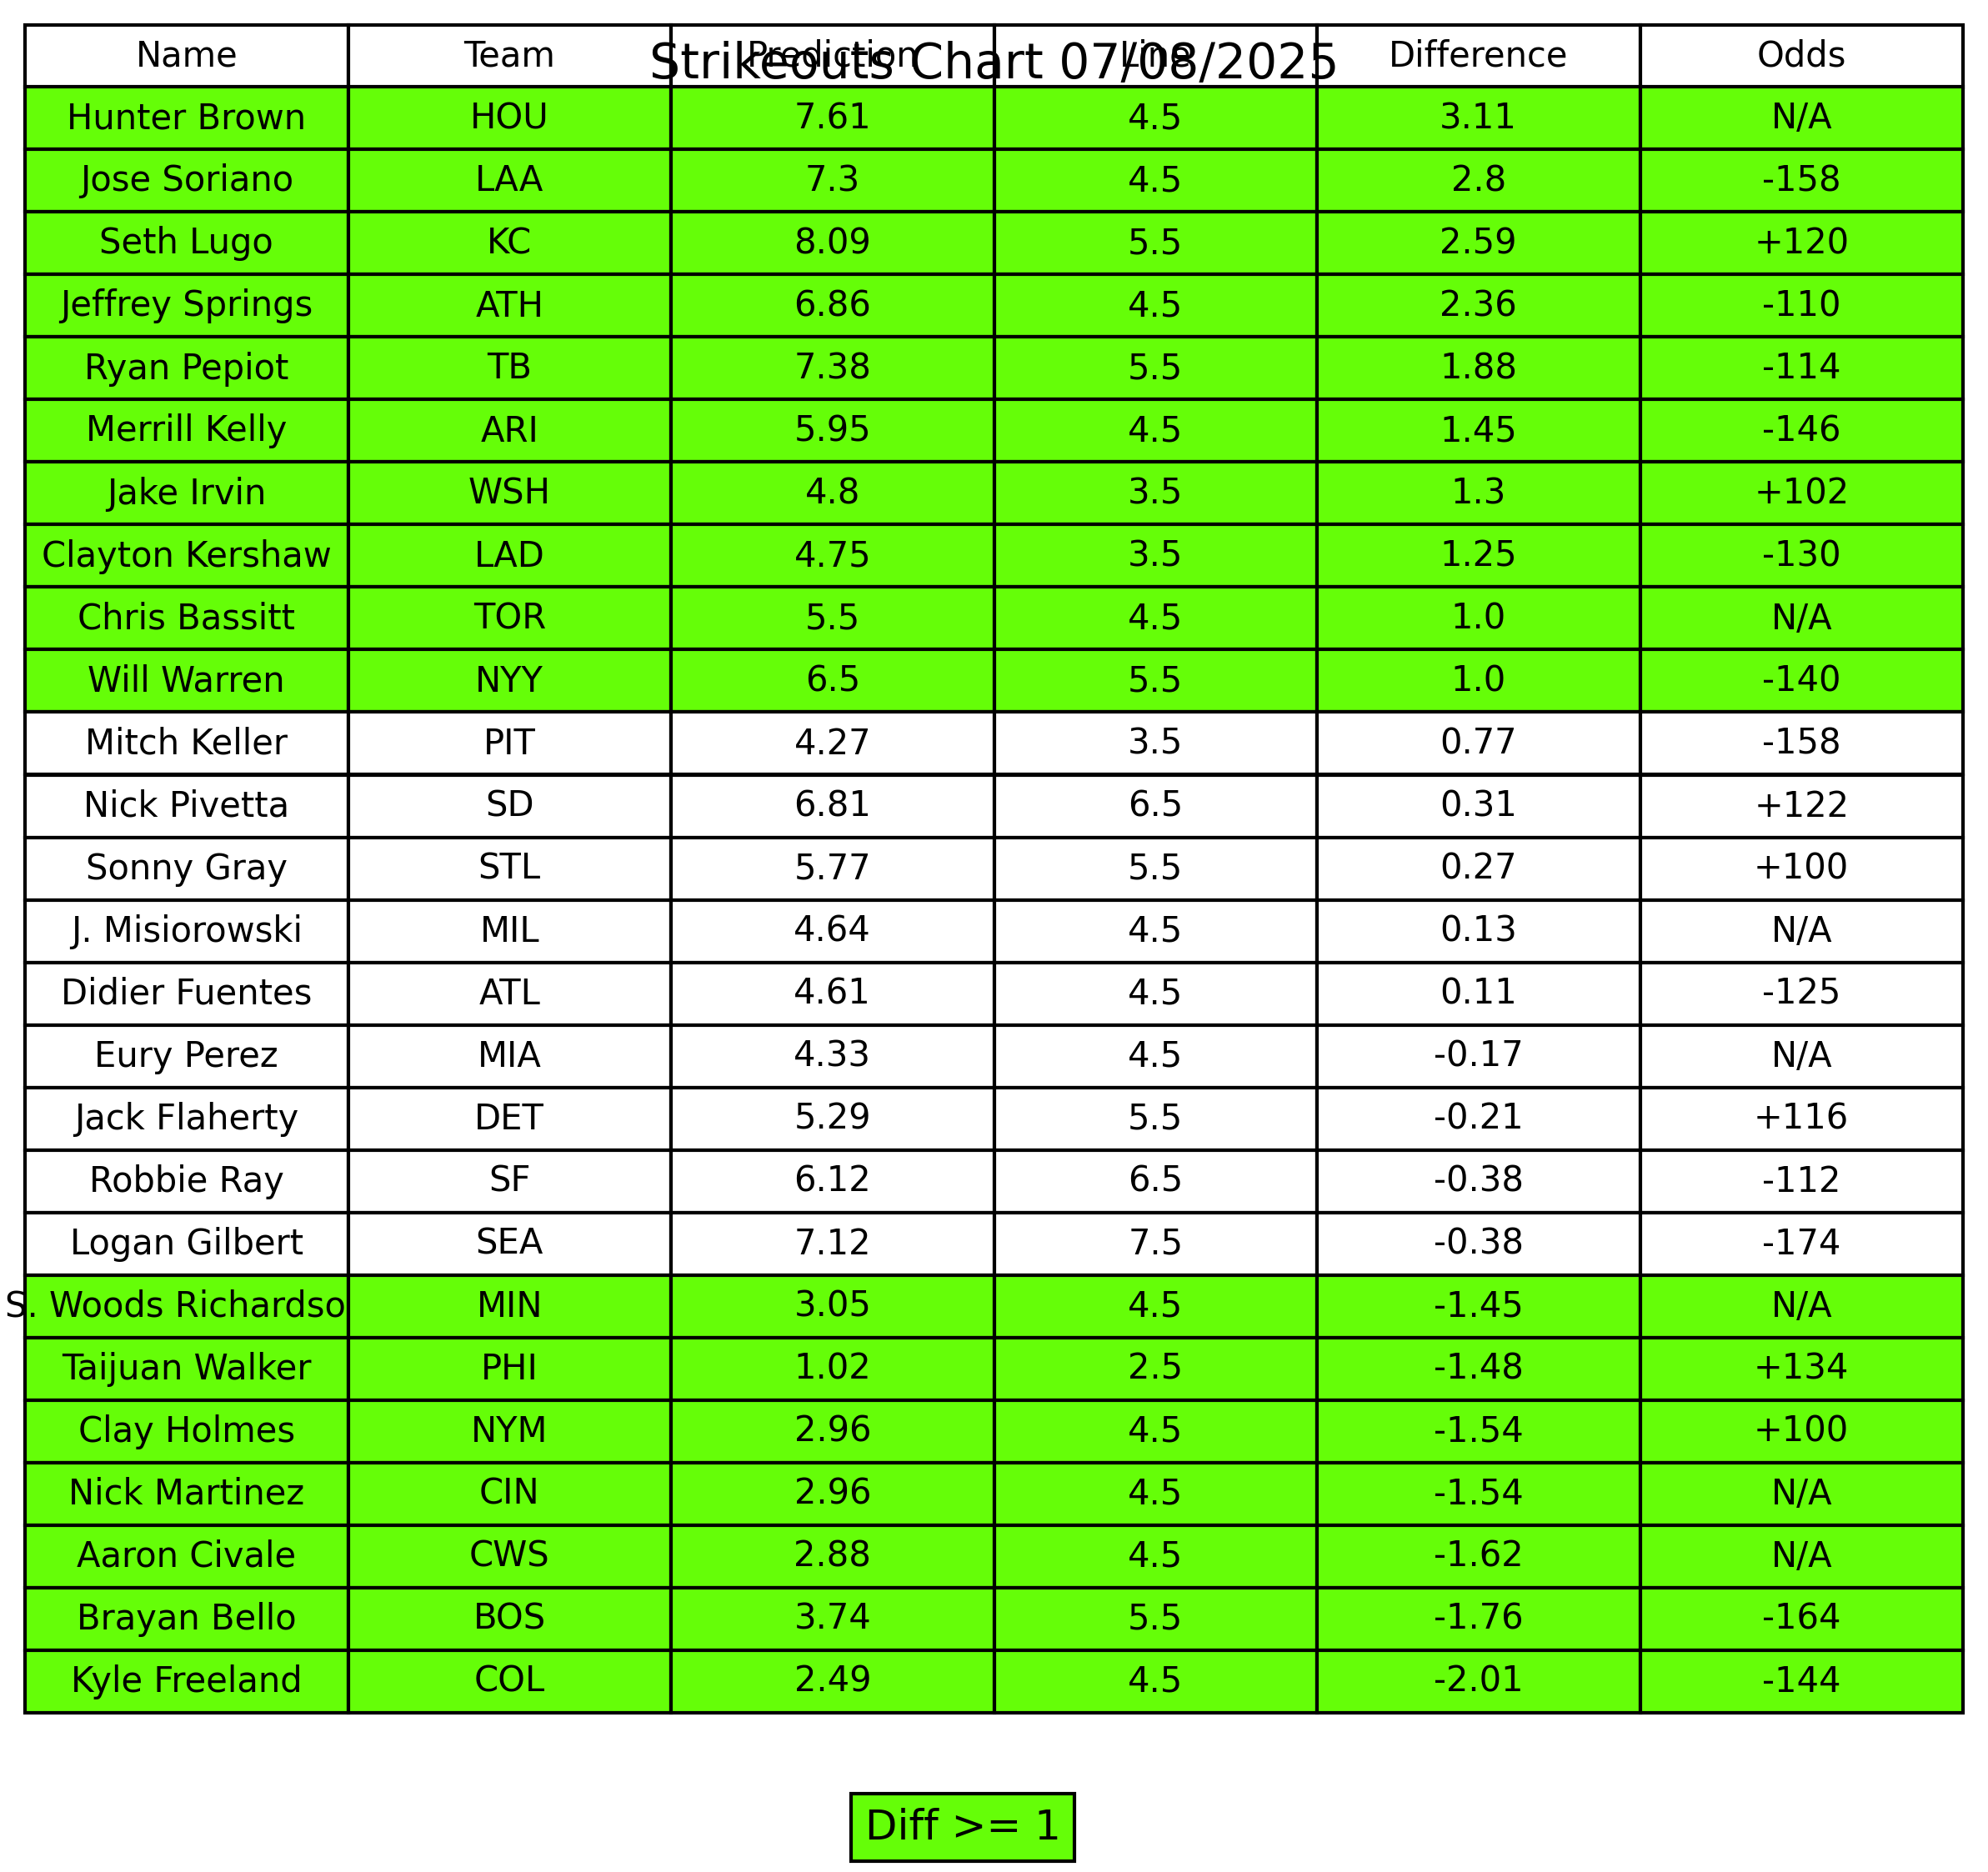 Strikeouts Chart 07/08/2025
Name Team Prediction Line Difference Odds
Hunter Brown HOU 7.61 4.5 3.11 N/A
Jose Soriano LAA 7.3 4.5 2.8 -158
Seth Lugo KC 8.09 5.5 2.59 +120
Jeffrey Springs ATH 6.86 4.5 2.36 -110
Ryan Pepiot TB 7.38 5.5 1.88 -114
Merrill Kelly ARI 5.95 4.5 1.45 -146
Jake Irvin WSH 4.8 3.5 1.3 +102
Clayton Kershaw LAD 4.75 3.5 1.25 -130
Chris Bassitt TOR 5.5 4.5 1.0 N/A
Will Warren NYY 6.5 5.5 1.0 -140
Mitch Keller PIT 4.27 3.5 0.77 -158
Nick Pivetta SD 6.81 6.5 0.31 +122
Sonny Gray STL 5.77 5.5 0.27 +100
J. Misiorowski MIL 4.64 4.5 0.13 N/A
Didier Fuentes ATL 4.61 4.5 0.11 -125
Eury Perez MIA 4.33 4.5 -0.17 N/A
Jack Flaherty DET 5.29 5.5 -0.21 +116
Robbie Ray SF 6.12 6.5 -0.38 -112
Logan Gilbert SEA 7.12 7.5 -0.38 -174
S. Woods Richardso MIN 3.05 4.5 -1.45 N/A
Taijuan Walker PHI 1.02 2.5 -1.48 +134
Clay Holmes NYM 2.96 4.5 -1.54 +100
Nick Martinez CIN 2.96 4.5 -1.54 N/A
Aaron Civale CWS 2.88 4.5 -1.62 N/A
Brayan Bello BOS 3.74 5.5 -1.76 -164
Kyle Freeland COL 2.49 4.5 -2.01 -144
Diff >= 1